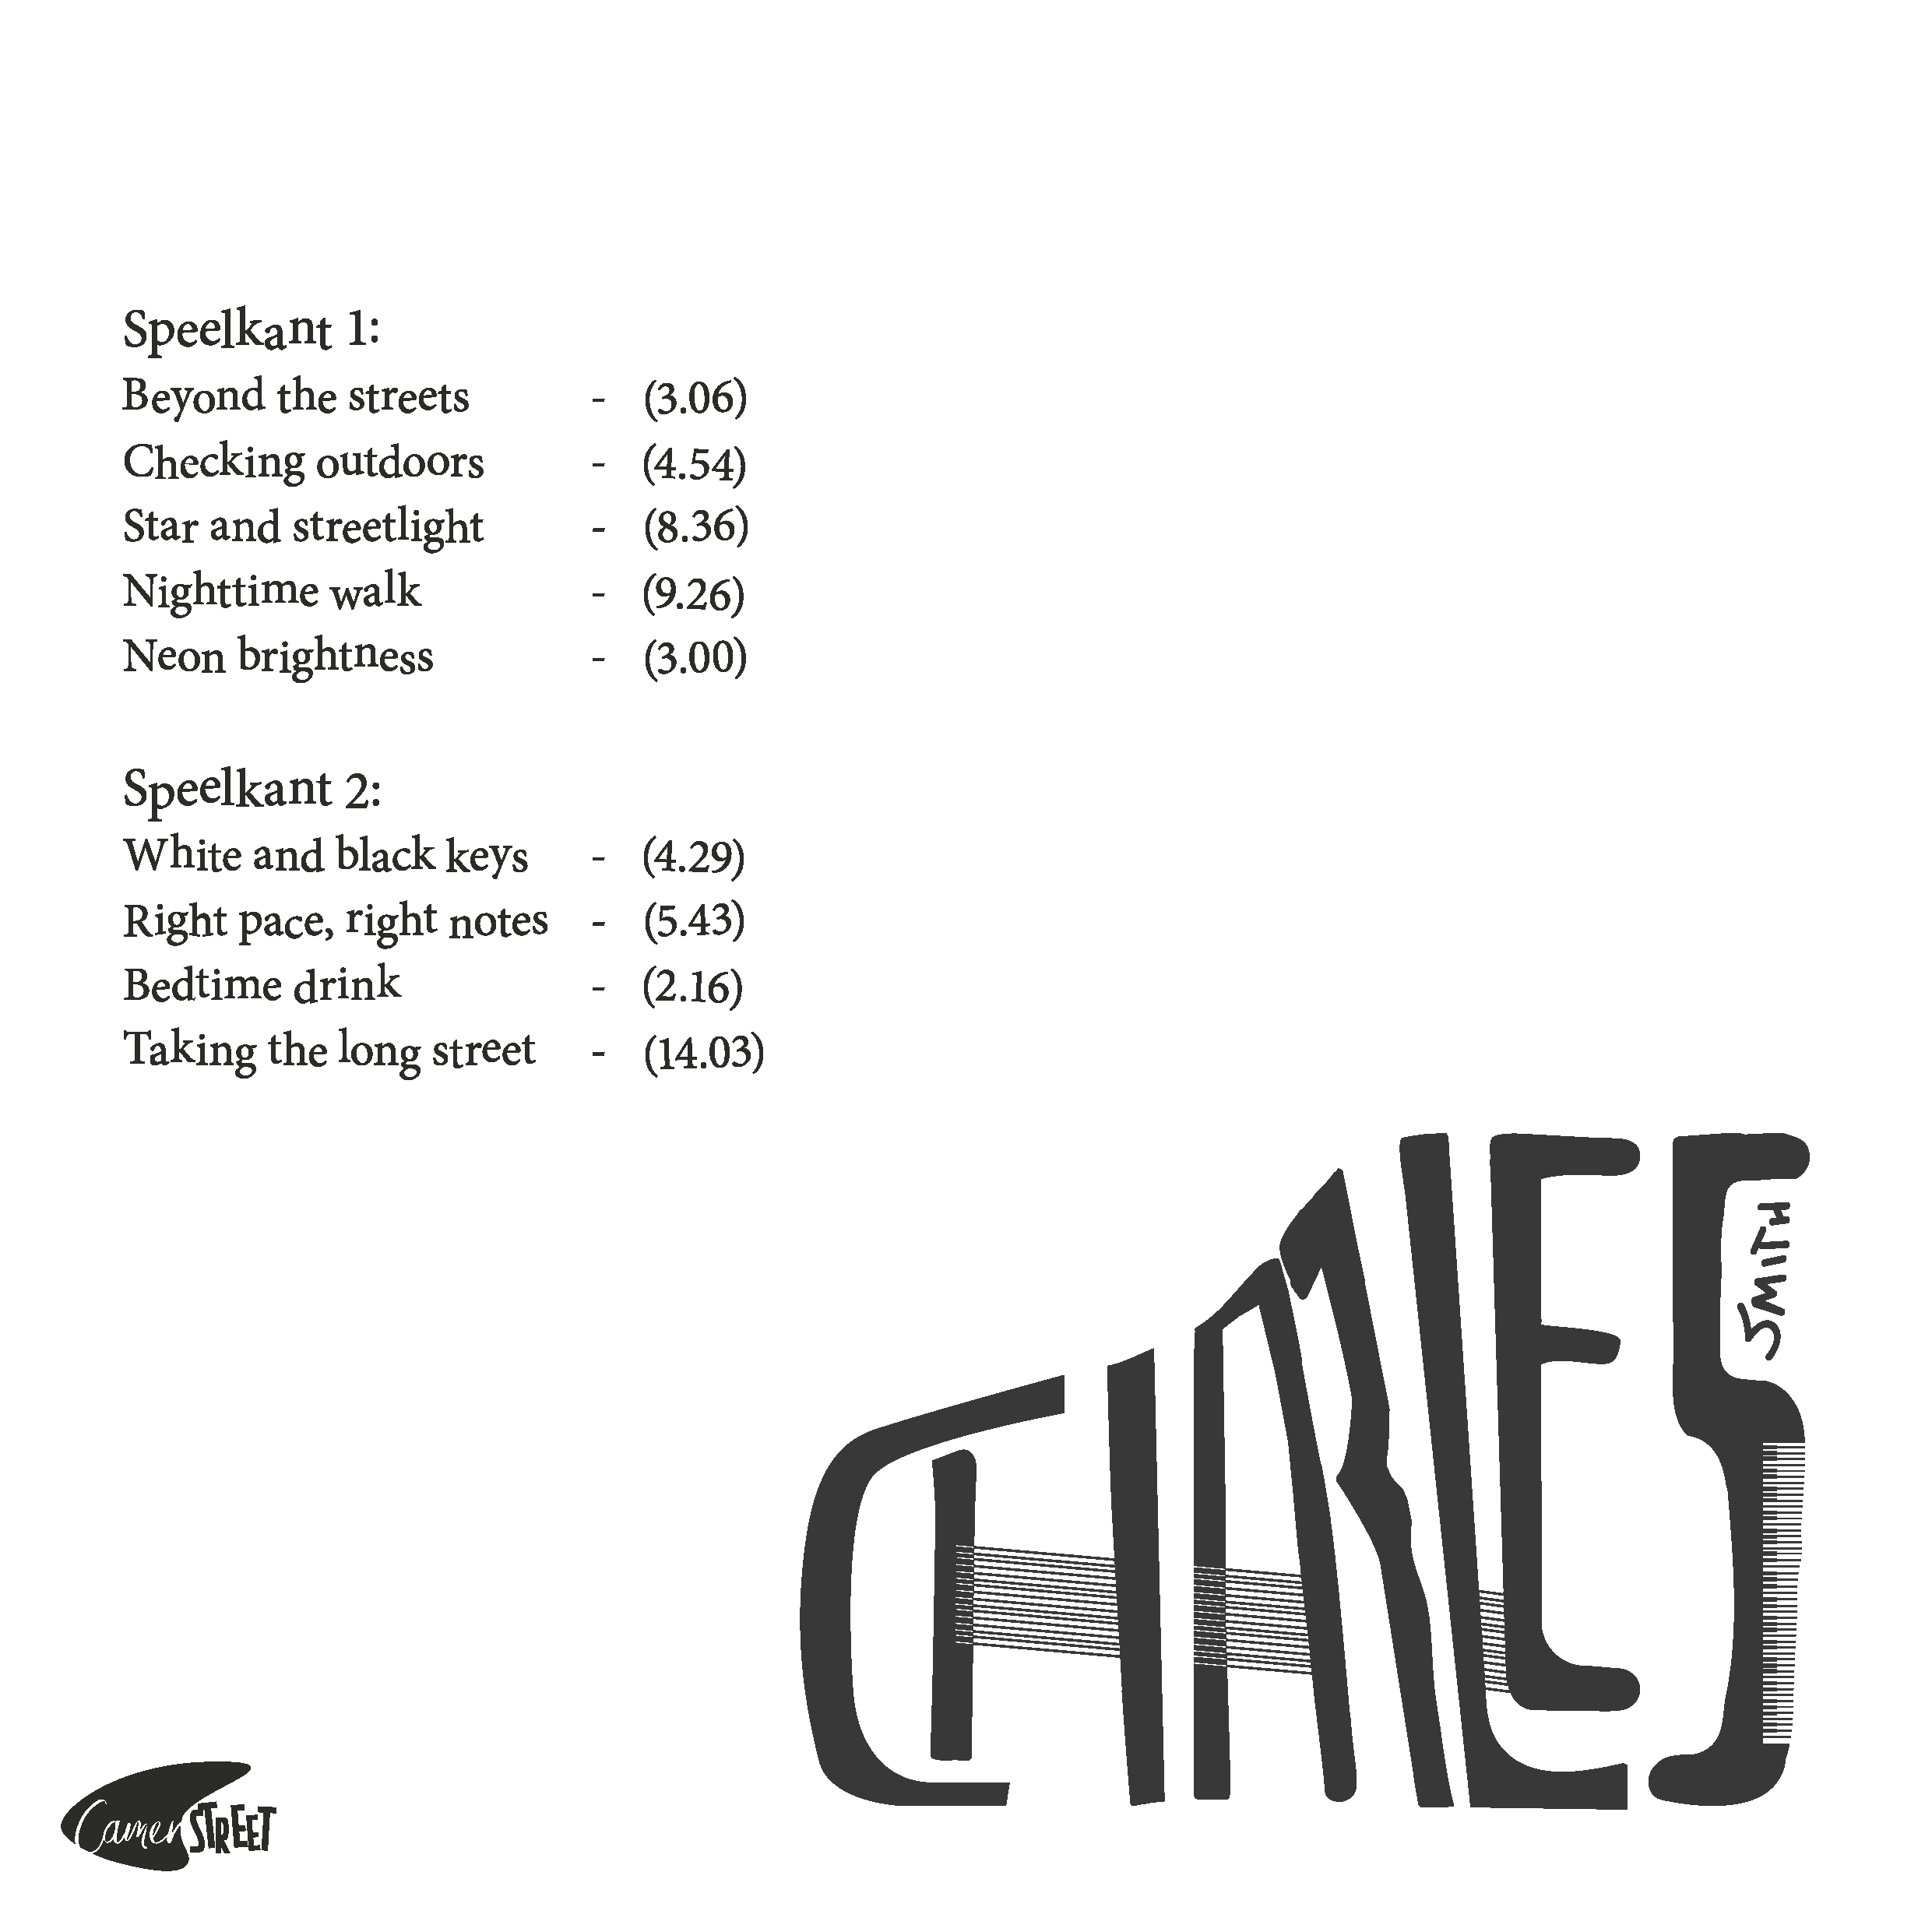 Speelkant 1:
Beyond the streets - (3.06)
Checking outdoors - (4.54)
Star and streetlight - (8.36)
Nighttime walk - (9.26)
Neon brightness - (3.00)
Speelkant 2:
White and black keys - (4.29)
Right pace, right notes - (5.43)
Bedtime drink - (2.16)
Taking the long street - (14.03)
CHARLES
SMITH
Camen STREET